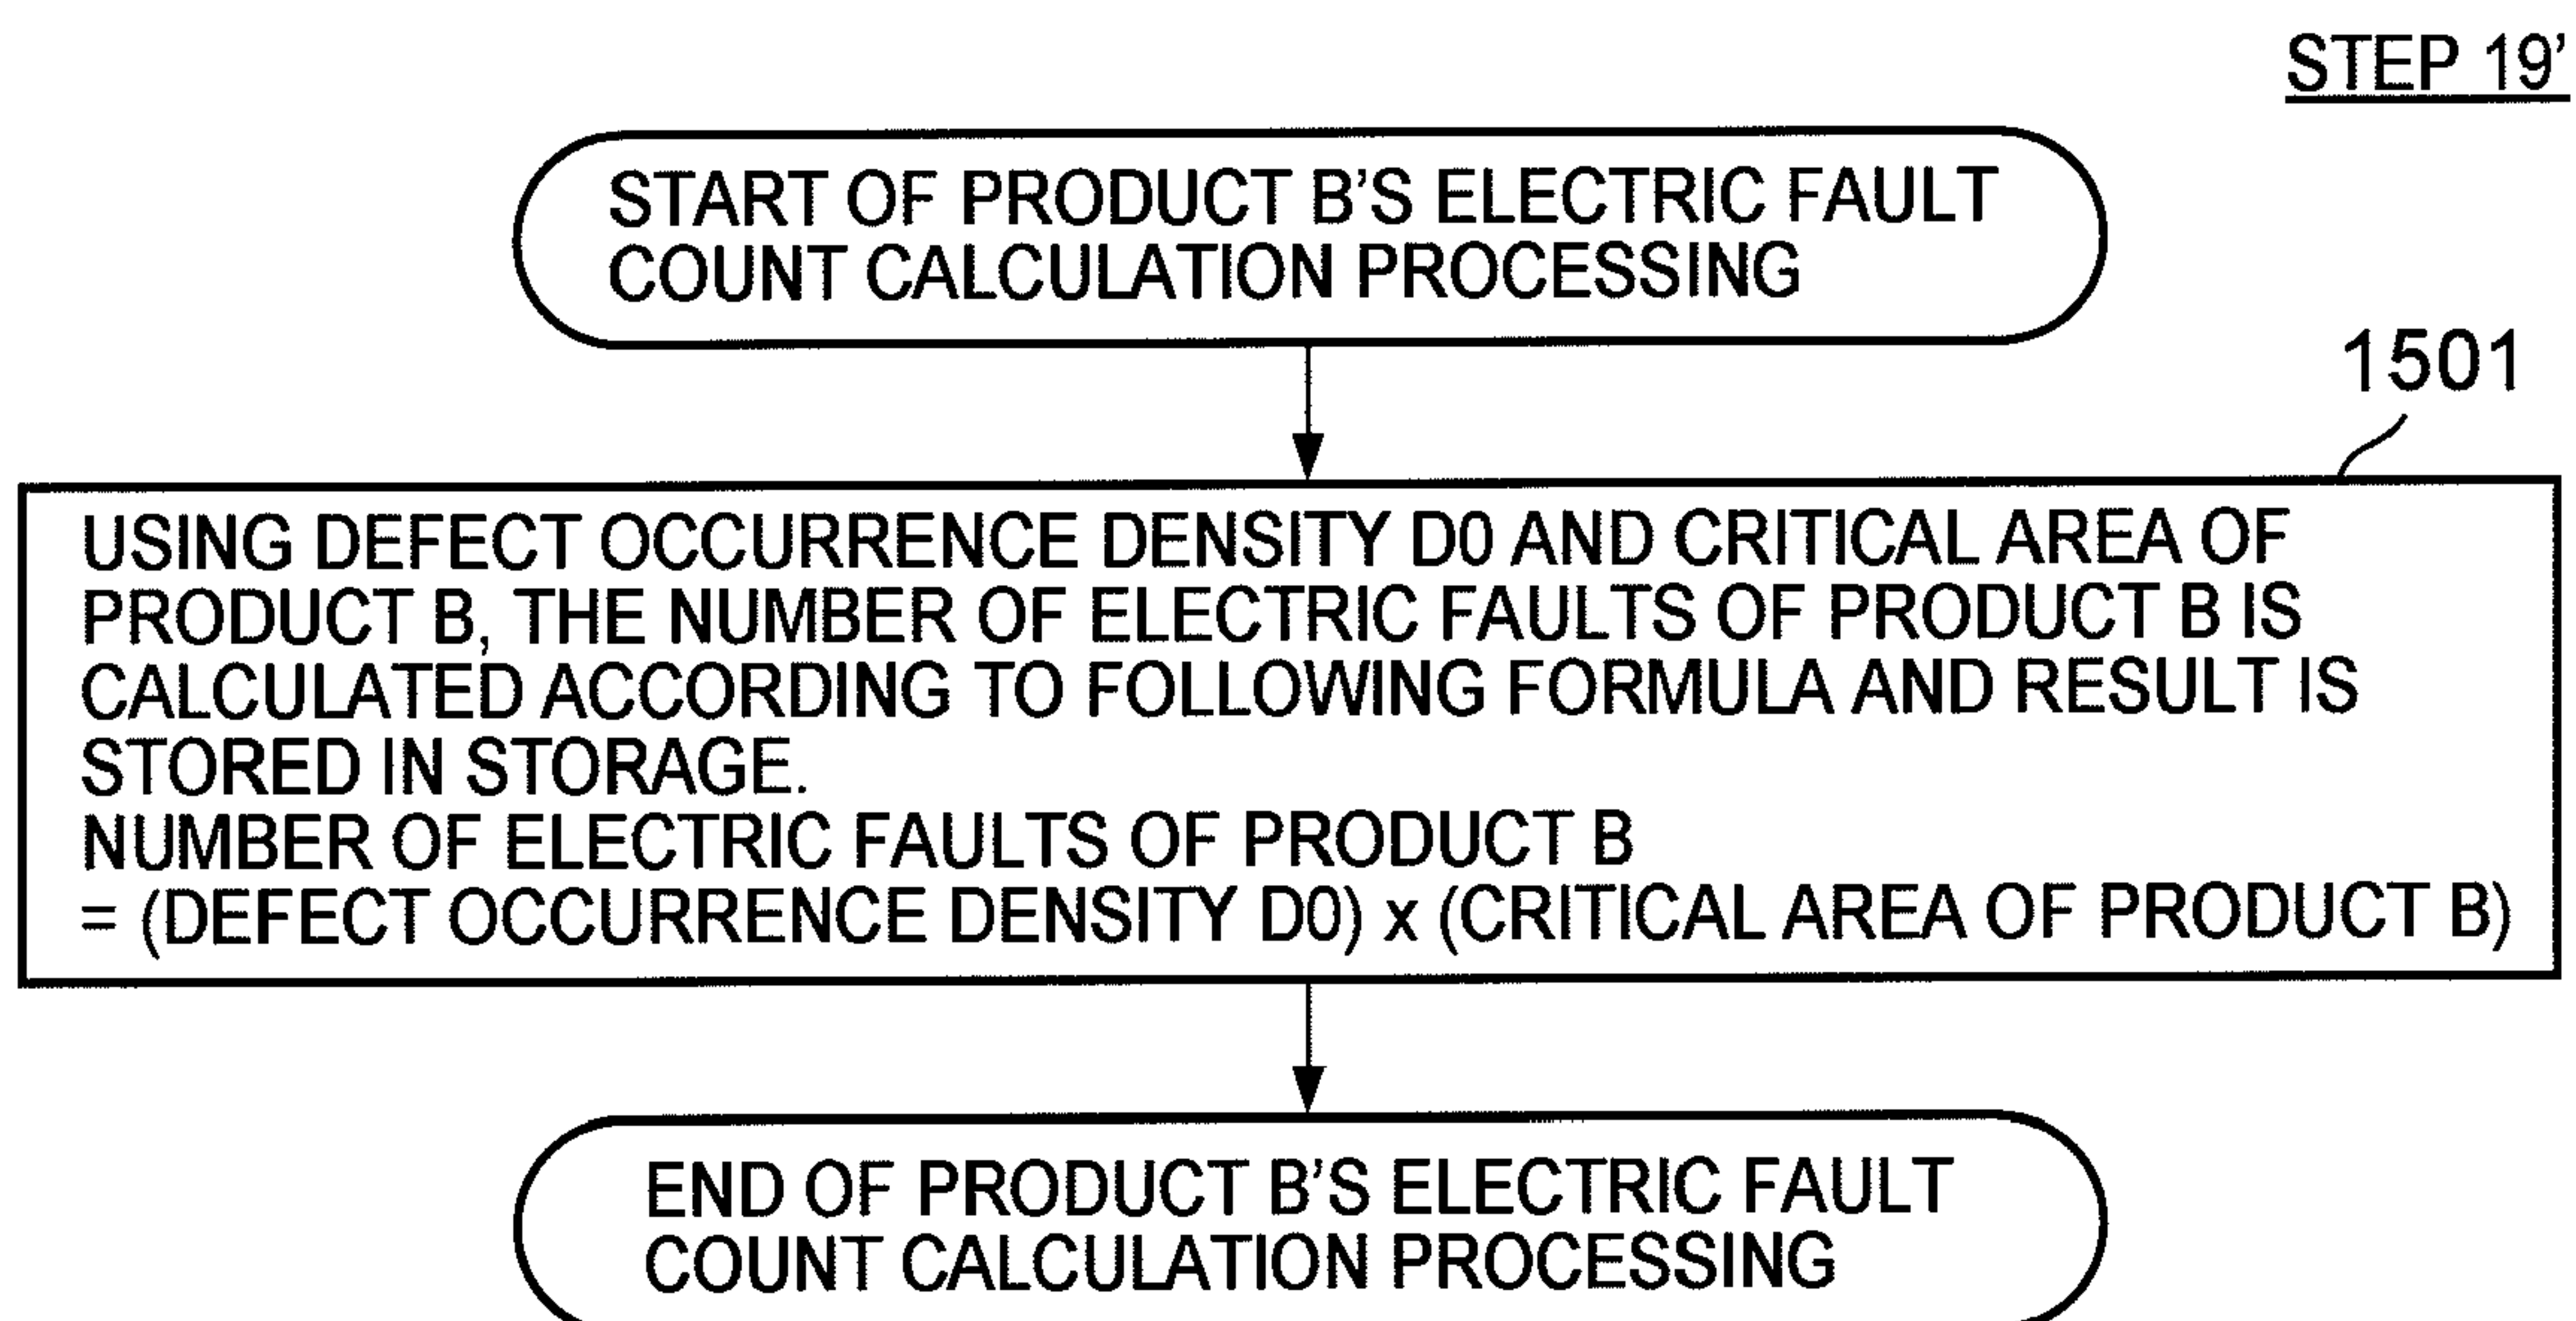 STEP 19'
START OF PRODUCT B'S ELECTRIC FAULT
COUNT CALCULATION PROCESSING
1501
USING DEFECT OCCURRENCE DENSITY D0 AND CRITICAL AREA OF
PRODUCT B, THE NUMBER OF ELECTRIC FAULTS OF PRODUCT B IS
CALCULATED ACCORDING TO FOLLOWING FORMULA AND RESULT IS
STORED IN STORAGE.
NUMBER OF ELECTRIC FAULTS OF PRODUCT B
= (DEFECT OCCURRENCE DENSITY D0) x (CRITICAL AREA OF PRODUCT B)
END OF PRODUCT B'S ELECTRIC FAULT
COUNT CALCULATION PROCESSING